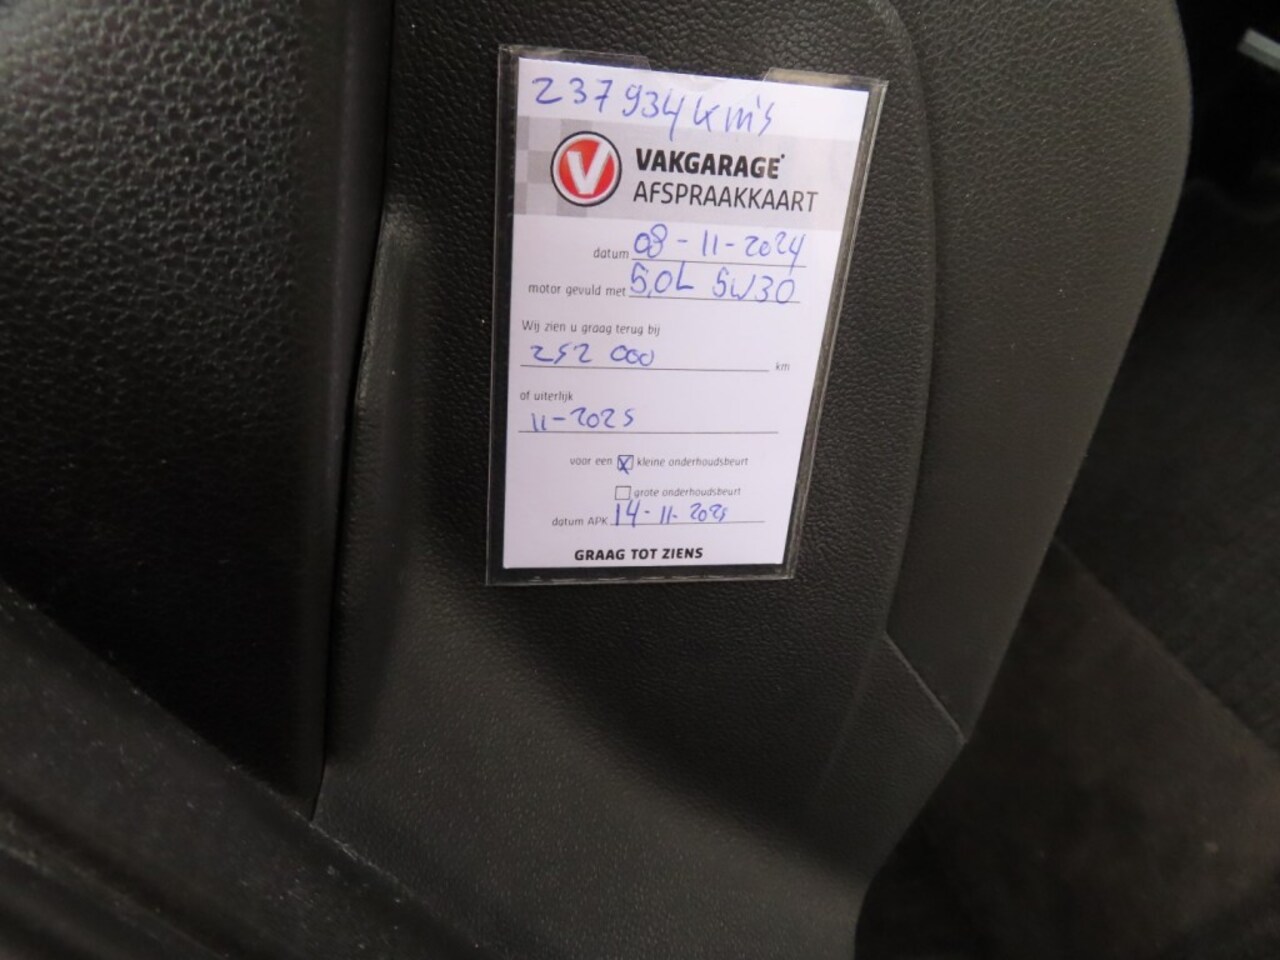 237934 km's
VAKGARAGE
AFSPRAAKKAART
datum 08-11-2024
motor gevuld met 5,0L 5W30
Wij zien u graag terug bij
252 000 km
of uiterlijk
11-2025
voor een kleine onderhoudsbeurt
grote onderhoudsbeurt
datum APK 14-11-2025
GRAAG TOT ZIENS